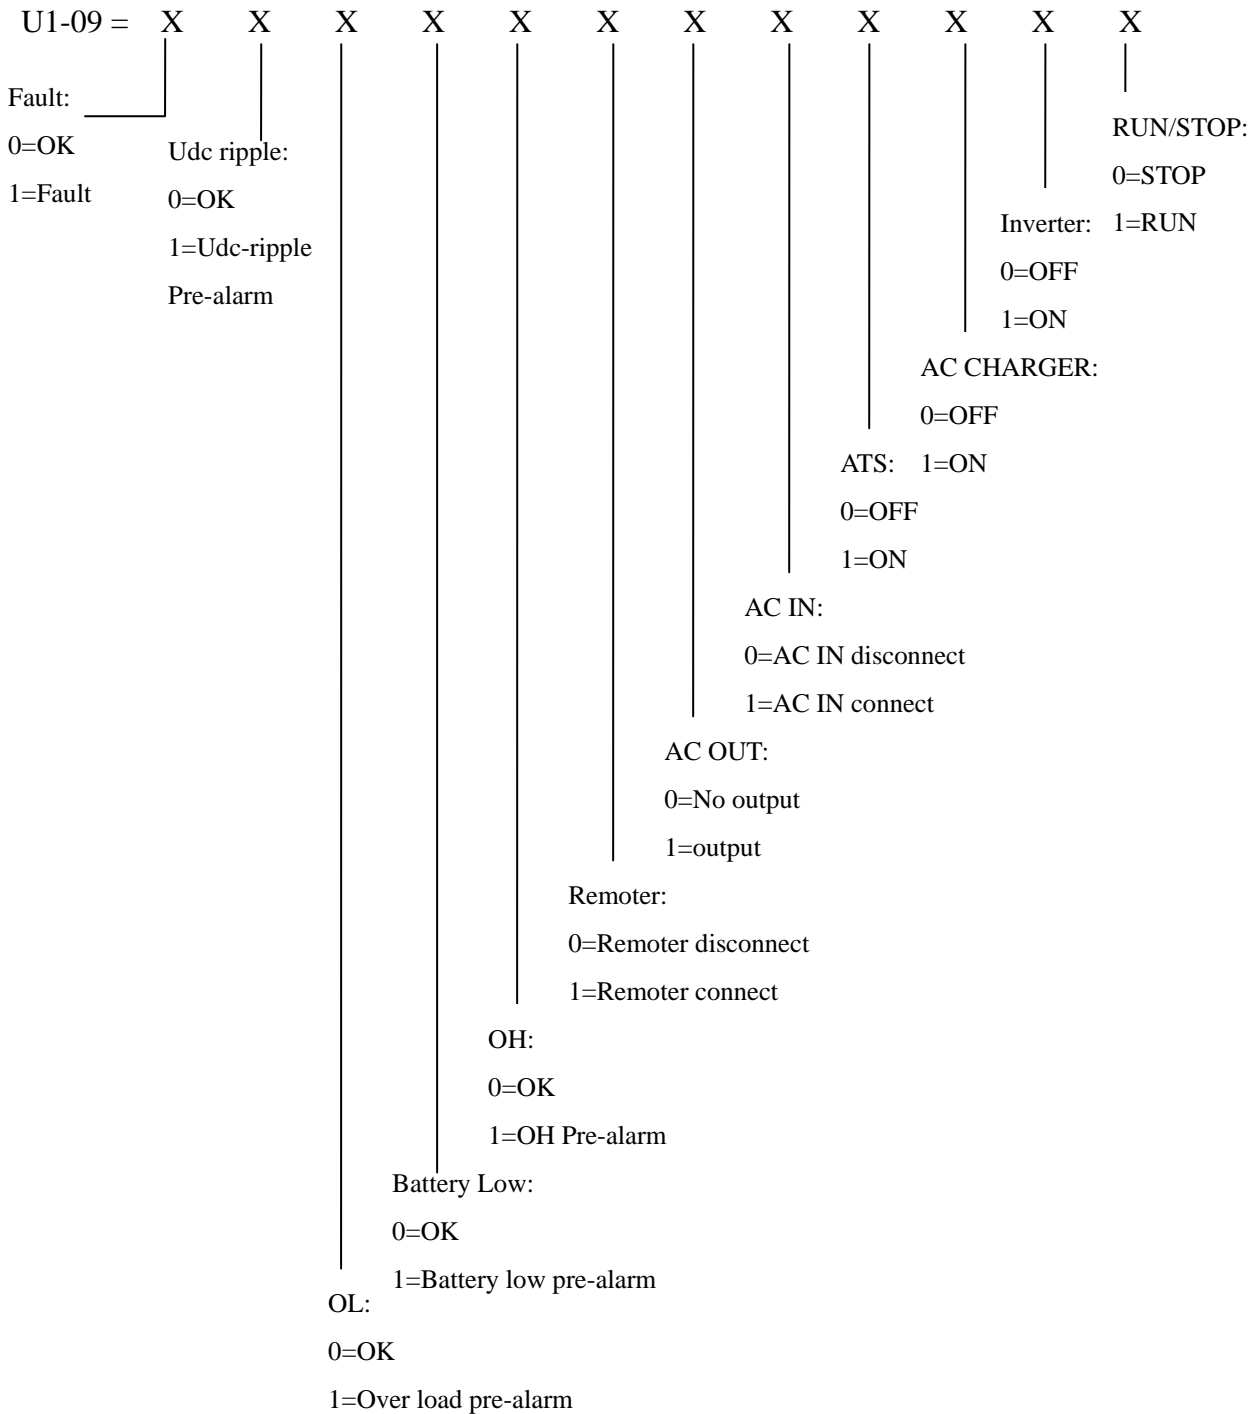 U1-09 = X X X X X X X X X X X X
Fault:
0=OK
1=Fault
Udc ripple:
0=OK
1=Udc-ripple
Pre-alarm
RUN/STOP:
0=STOP
1=RUN
Inverter:
0=OFF
1=ON
AC CHARGER:
0=OFF
1=ON
ATS:
0=OFF
1=ON
AC IN:
0=AC IN disconnect
1=AC IN connect
AC OUT:
0=No output
1=output
Remoter:
0=Remoter disconnect
1=Remoter connect
OH:
0=OK
1=OH Pre-alarm
Battery Low:
0=OK
1=Battery low pre-alarm
OL:
0=OK
1=Over load pre-alarm